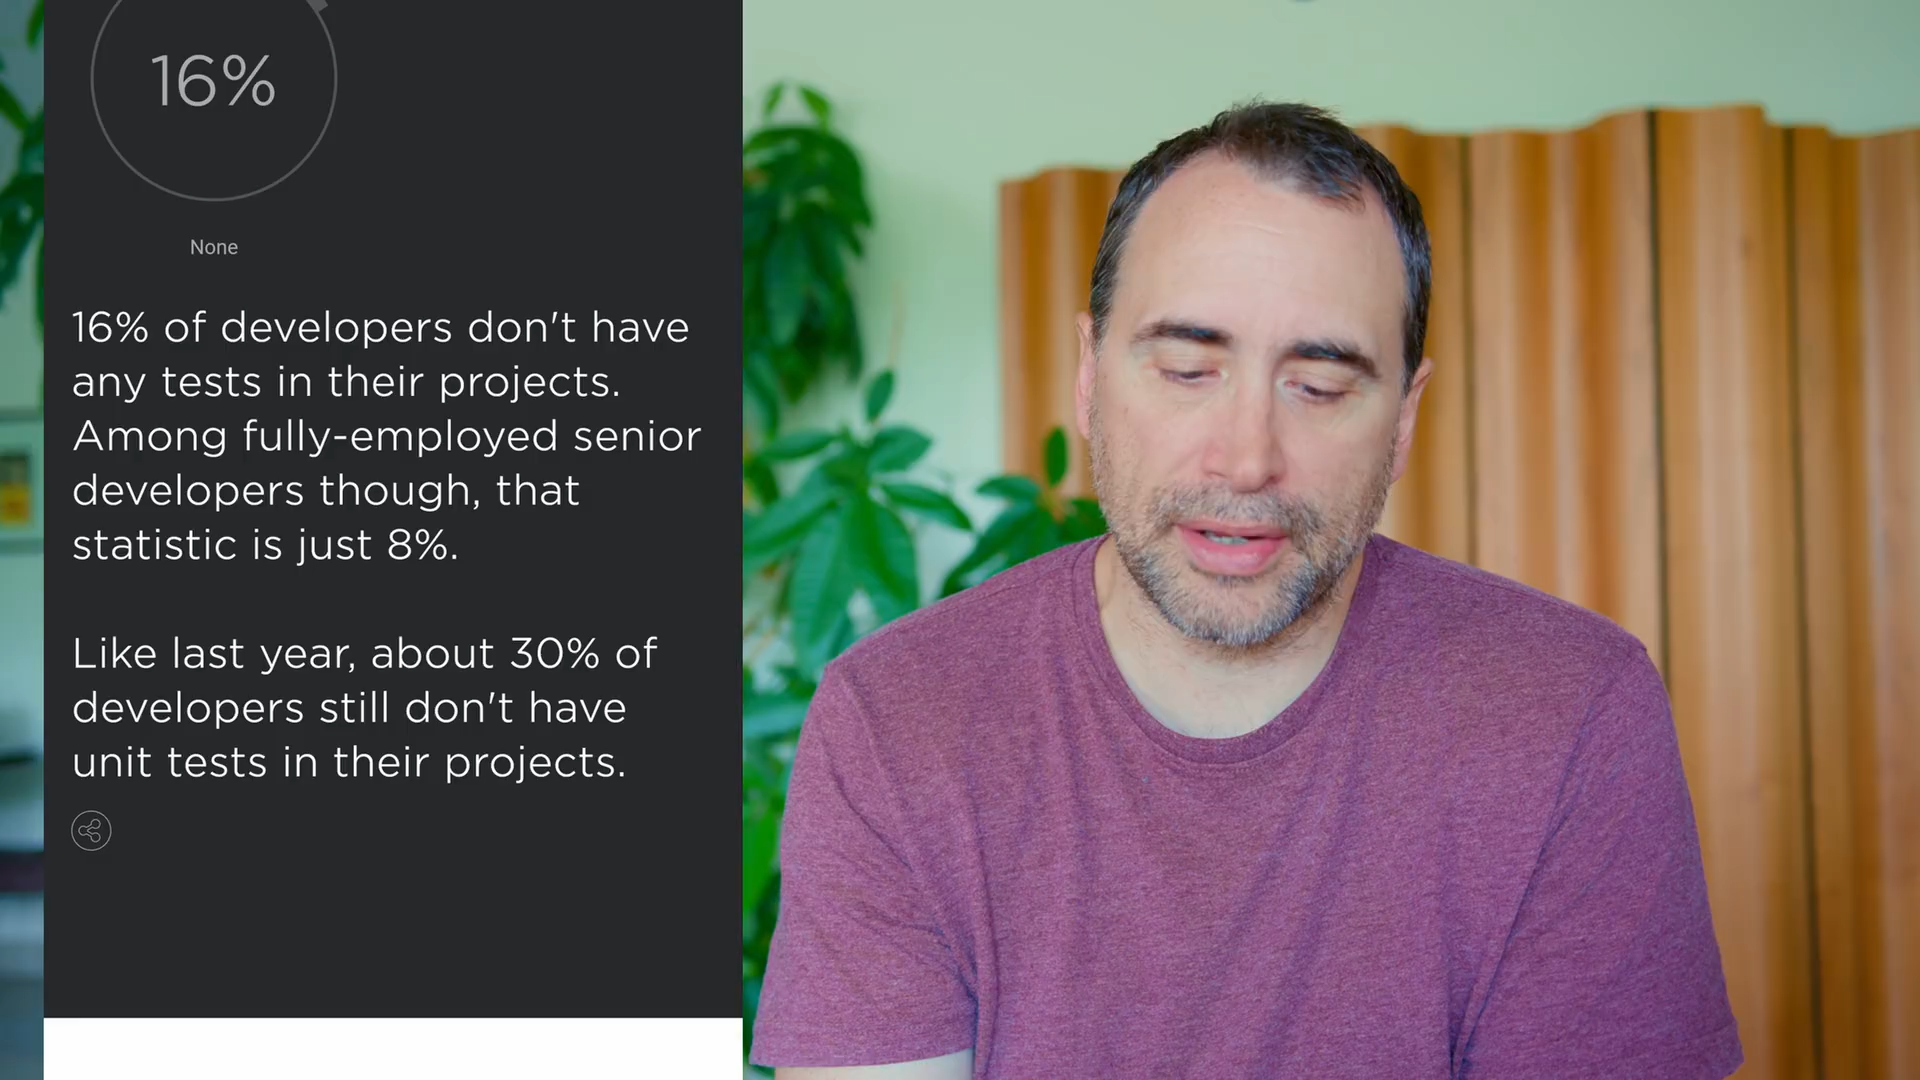 16%
None
16% of developers don't have
any tests in their projects.
Among fully-employed senior
developers though, that
statistic is just 8%.
Like last year, about 30% of
developers still don't have
unit tests in their projects.